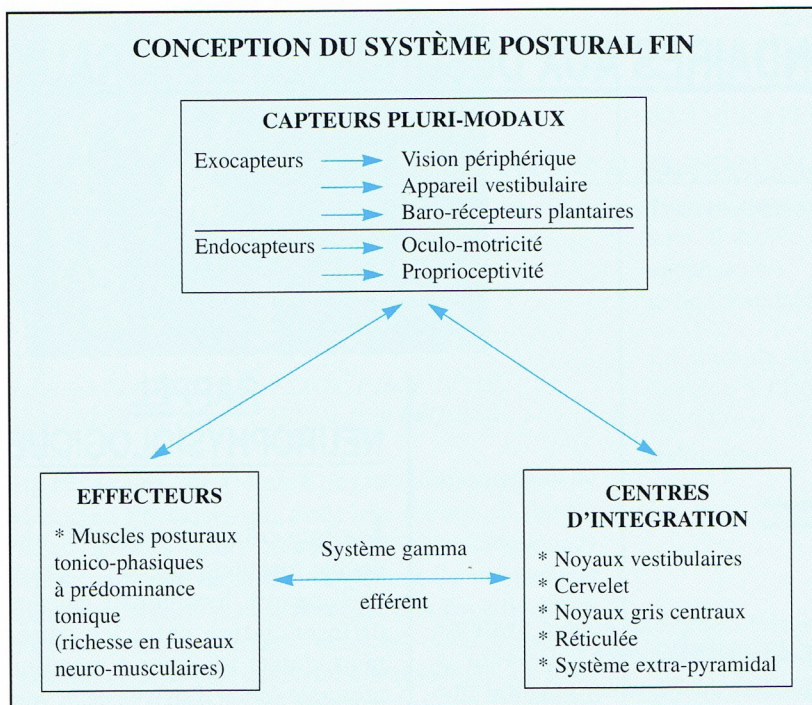 CONCEPTION DU SYSTÈME POSTURAL FIN
CAPTEURS PLURI-MODAUX
Exocapteurs Vision périphérique
Appareil vestibulaire
Baro-récepteurs plantaires
Endocapteurs Oculo-motricité
Proprioceptivité
EFFECTEURS
* Muscles posturaux
tonico-phasiques
à prédominance
tonique
(richesse en fuseaux
neuro-musculaires)
Système gamma
efférent
CENTRES
D'INTEGRATION
* Noyaux vestibulaires
* Cervelet
* Noyaux gris centraux
* Réticulée
* Système extra-pyramidal